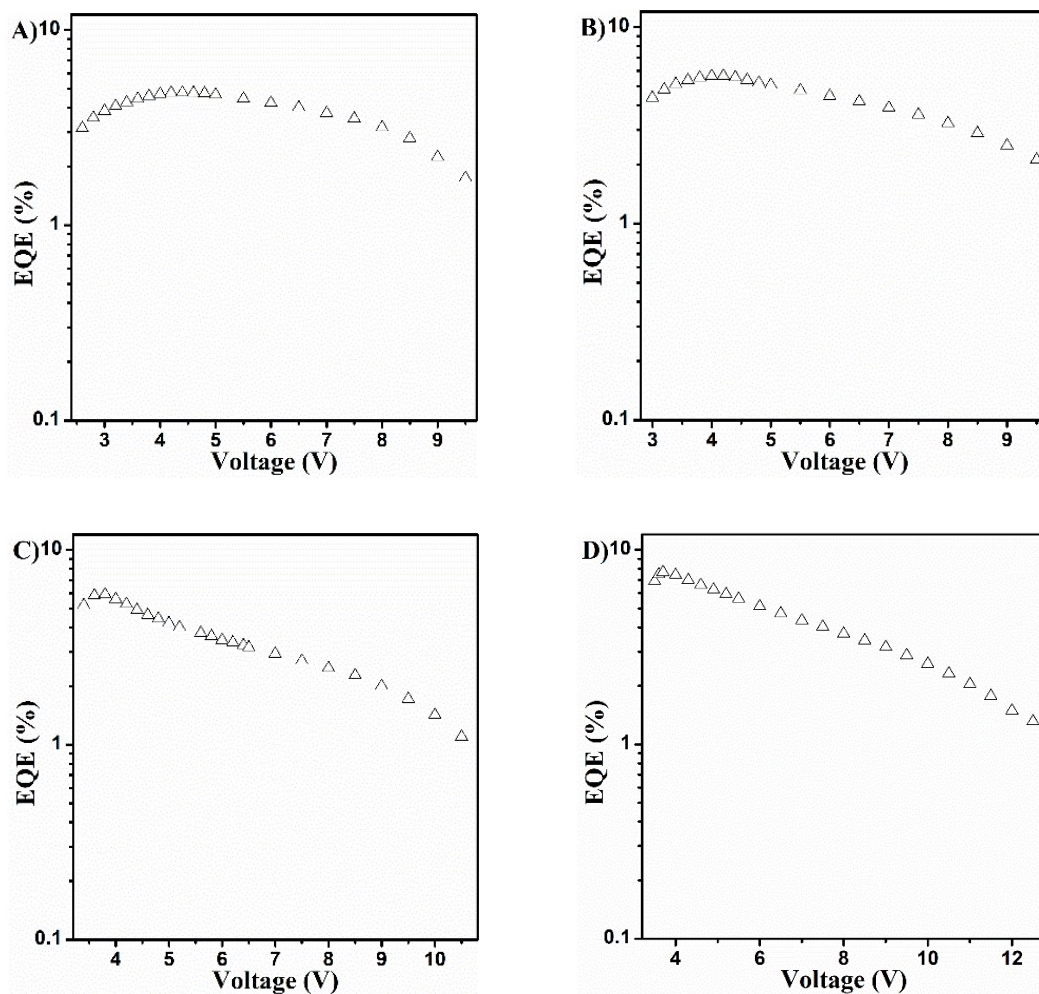 A)
10
1
0.1
EQE (%)
3 4 5 6 7 8 9
Voltage (V)
B)
10
1
0.1
EQE (%)
3 4 5 6 7 8 9
Voltage (V)
C)
10
1
0.1
EQE (%)
4 5 6 7 8 9 10
Voltage (V)
D)
10
1
0.1
EQE (%)
4 6 8 10 12
Voltage (V)